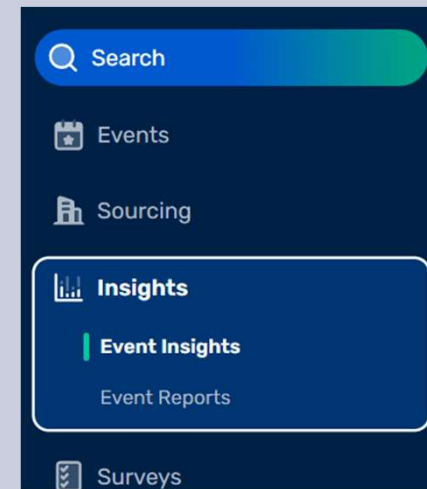 Search
Events
Sourcing
Insights
Event Insights
Event Reports
Surveys